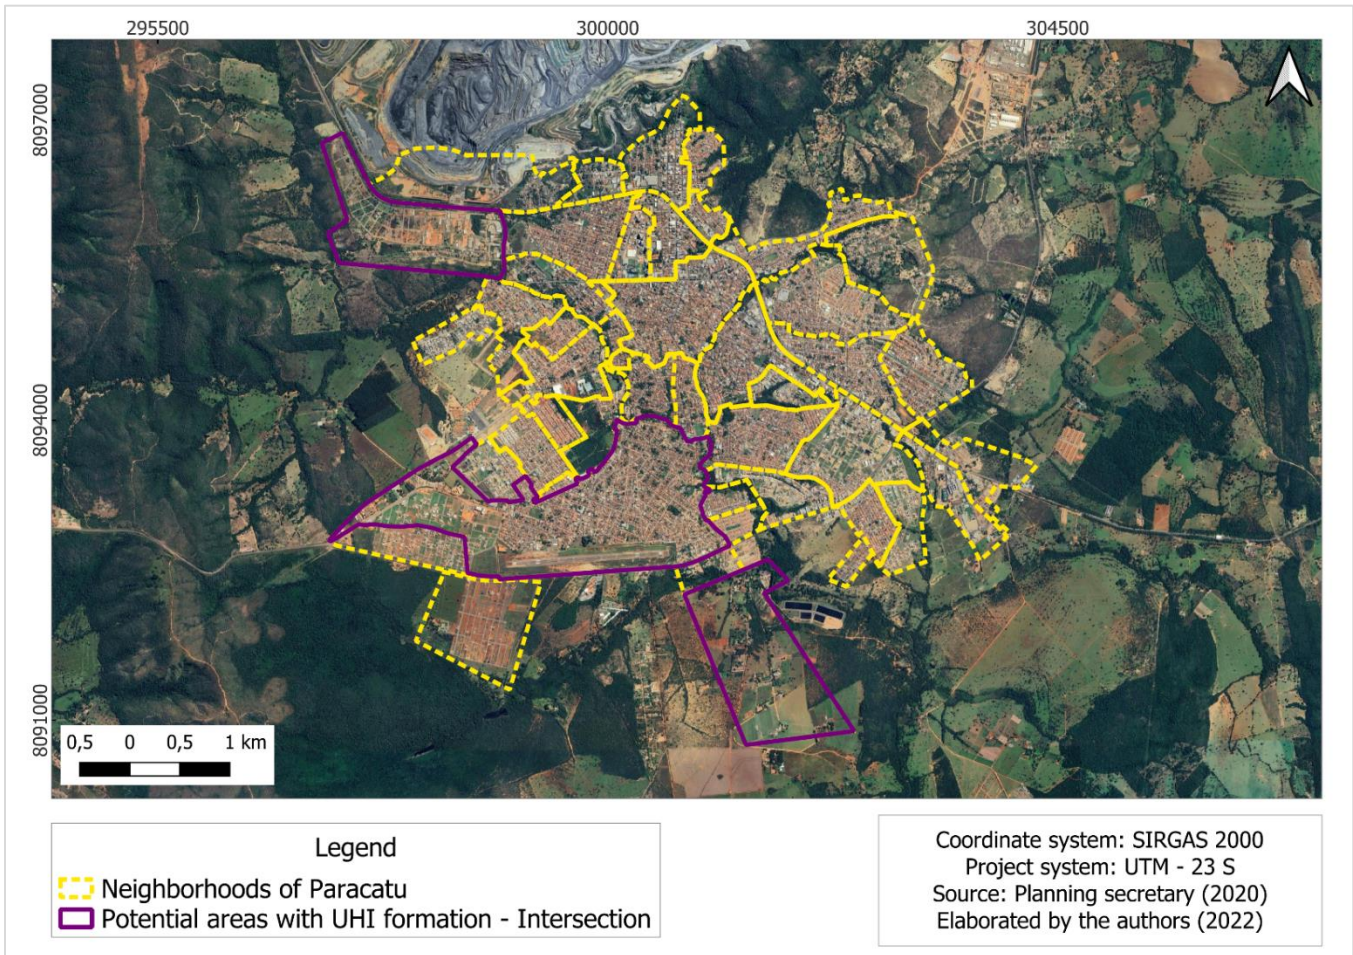 295500 300000 304500
8097000
8094000
8091000
0,5 0 0,5 1 km
Legend
Neighborhoods of Paracatu
Potential areas with UHI formation - Intersection
Coordinate system: SIRGAS 2000
Project system: UTM - 23 S
Source: Planning secretary (2020)
Elaborated by the authors (2022)